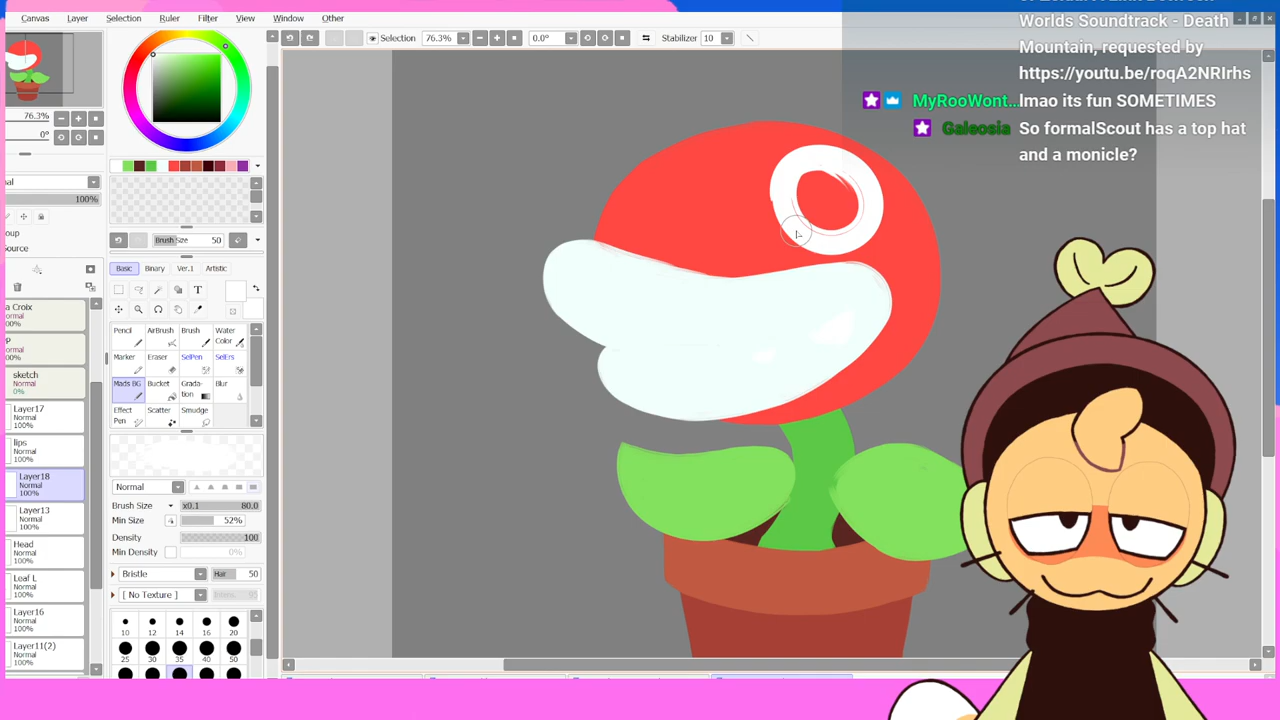 Canvas Layer Selection Ruler Filter View Window Other
Worlds Soundtrack - Death
Mountain, requested by
https://youtu.be/roqA2NRIrhs
MyRooWont... lmao its fun SOMETIMES
Galeosia So formalScout has a top hat
and a monicle?
Selection 76.3% 0.0° Stabilizer 10
76.3%
0°
100%
Brush Size 50
Basic Binary Ver.1 Artistic
T
Pencil AirBrush Brush Water Color
Marker Eraser SelPen SelErs
Mads BG Bucket Grada-tion Blur
Effect Pen Scatter Smudge
Normal
Brush Size x0.1 80.0
Min Size 52%
Density 100
Min Density 0%
Bristle Hair 50
[ No Texture ]
10 12 14 16 20
25 30 35 40 50
a Croix
Normal
sketch
Normal
0%
Layer17
Normal
100%
lips
Normal
100%
Layer18
Normal
100%
Layer13
Normal
100%
Head
Normal
100%
Leaf L
Normal
100%
Layer16
Normal
100%
Layer11(2)
Normal
100%